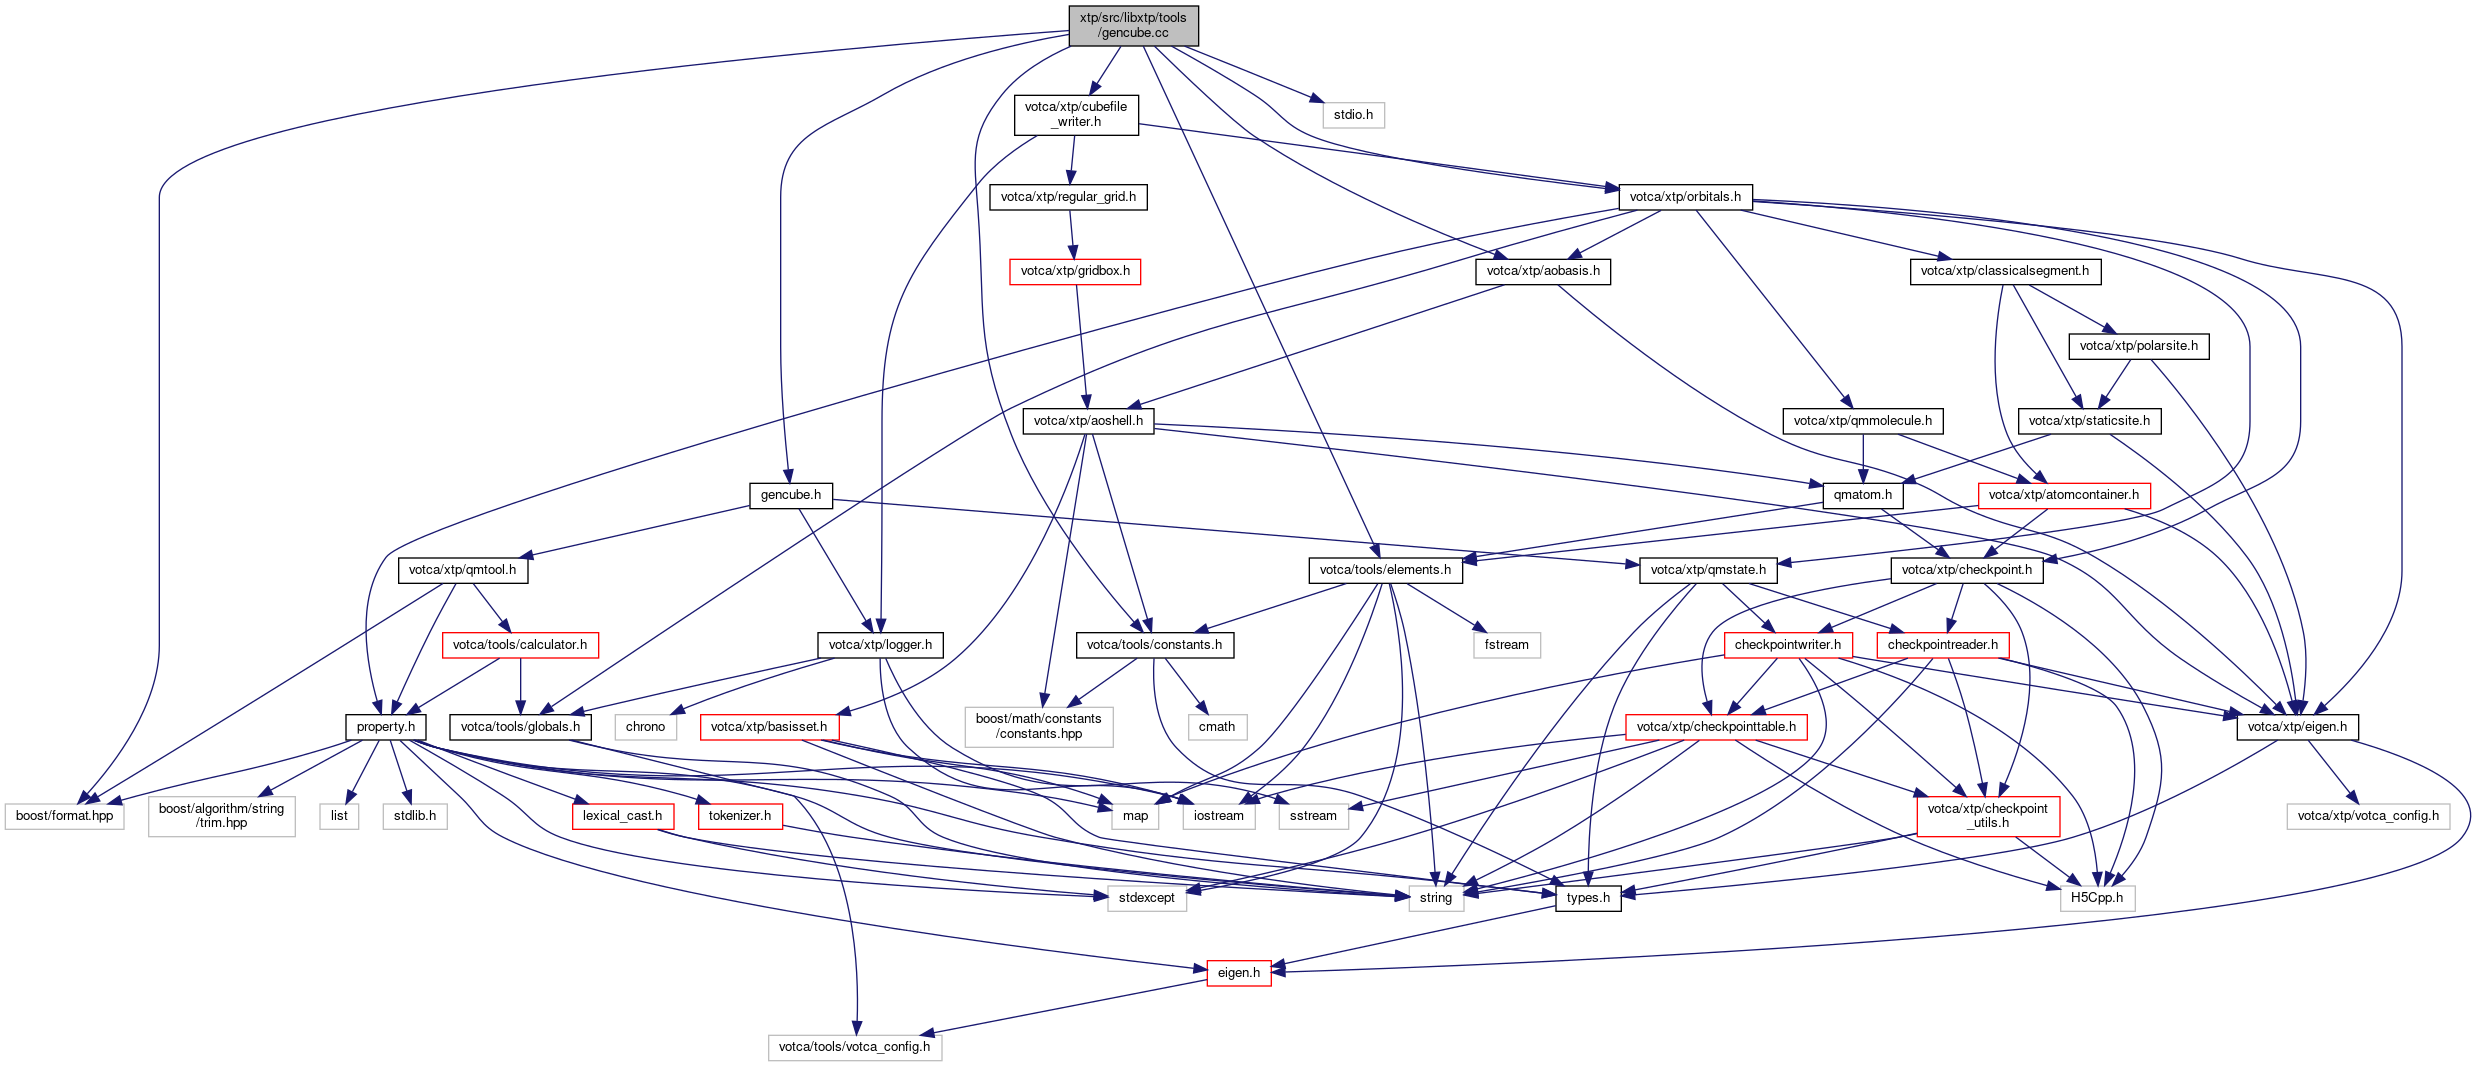 xtp/src/libxtp/tools
/gencube.cc
votca/xtp/cubefile
_writer.h
stdio.h
votca/xtp/regular_grid.h
votca/xtp/orbitals.h
votca/xtp/gridbox.h
votca/xtp/aobasis.h
votca/xtp/classicalsegment.h
votca/xtp/polarsite.h
votca/xtp/aoshell.h
votca/xtp/qmmolecule.h
votca/xtp/staticsite.h
gencube.h
qmatom.h
votca/xtp/atomcontainer.h
votca/xtp/qmtool.h
votca/tools/elements.h
votca/xtp/qmstate.h
votca/xtp/checkpoint.h
votca/tools/calculator.h
votca/xtp/logger.h
votca/tools/constants.h
fstream
checkpointwriter.h
checkpointreader.h
property.h
votca/tools/globals.h
chrono
votca/xtp/basisset.h
boost/math/constants
/constants.hpp
cmath
votca/xtp/checkpointtable.h
votca/xtp/eigen.h
boost/format.hpp
boost/algorithm/string
/trim.hpp
list
stdlib.h
lexical_cast.h
tokenizer.h
map
iostream
sstream
votca/xtp/checkpoint
_utils.h
votca/xtp/votca_config.h
stdexcept
string
types.h
H5Cpp.h
eigen.h
votca/tools/votca_config.h